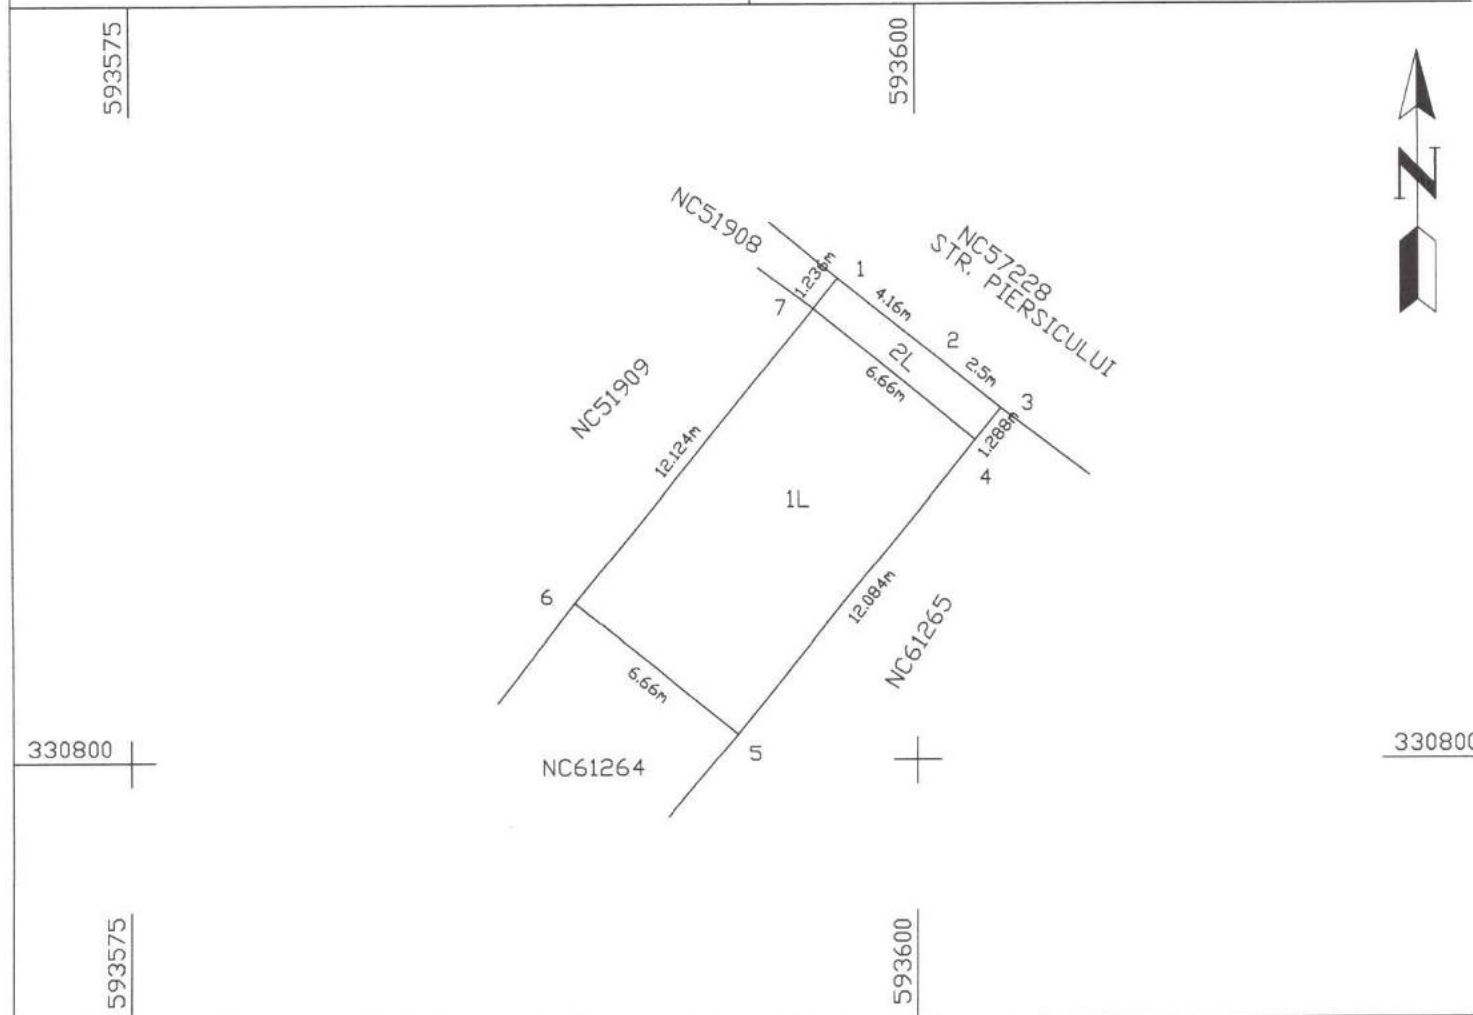 593575
593600
N
NC51908
NC57228
STR. PIERSICULUI
1.236m
1
7
4.16m
2
2L
2.5m
6.66m
3
NC51909
1.288m
12.124m
4
1L
6
12.084m
NC61265
6.66m
330800
330800
5
NC61264
593575
593600